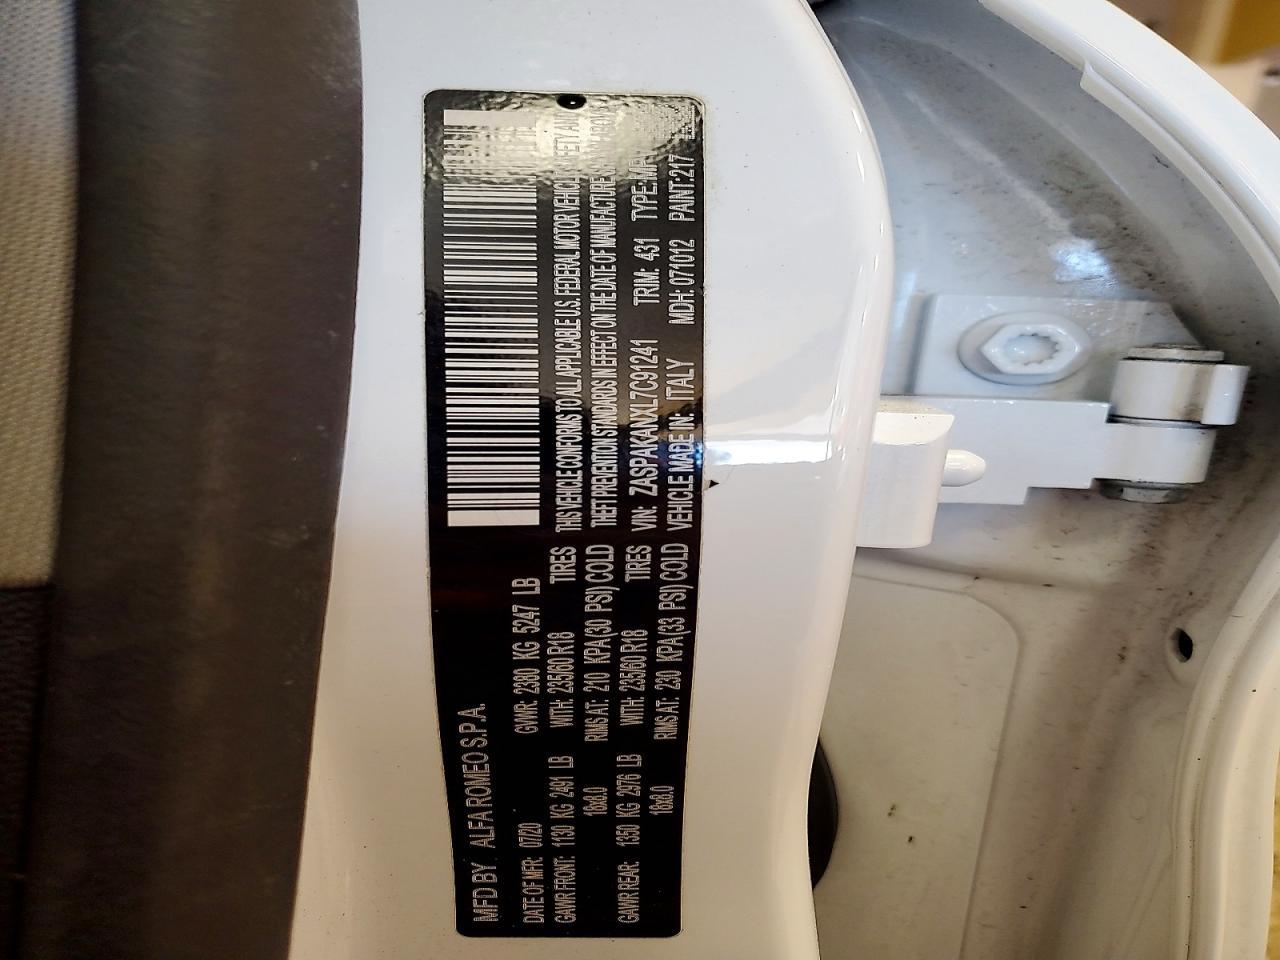 MFD BY ALFA ROMEO S.P.A.
DATE OF MFR: 07/20 GVWR: 2380 KG 5247 LB
GAWR FRONT: 1130 KG 2491 LB WITH: 235/60 R18 TIRES
18x8.0 RIMS AT: 210 KPA(30 PSI) COLD
GAWR REAR: 1350 KG 2976 LB WITH: 235/60 R18 TIRES
18x8.0 RIMS AT: 230 KPA(33 PSI) COLD
THIS VEHICLE CONFORMS TO ALL APPLICABLE U.S. FEDERAL MOTOR VEHICLE
THEFT PREVENTION STANDARDS IN EFFECT ON THE DATE OF MANUFACTURE
VIN: ZASPAKANXL7C91241 TRIM: 431 TYPE:
VEHICLE MADE IN: ITALY MDH: 071012 PAINT:217